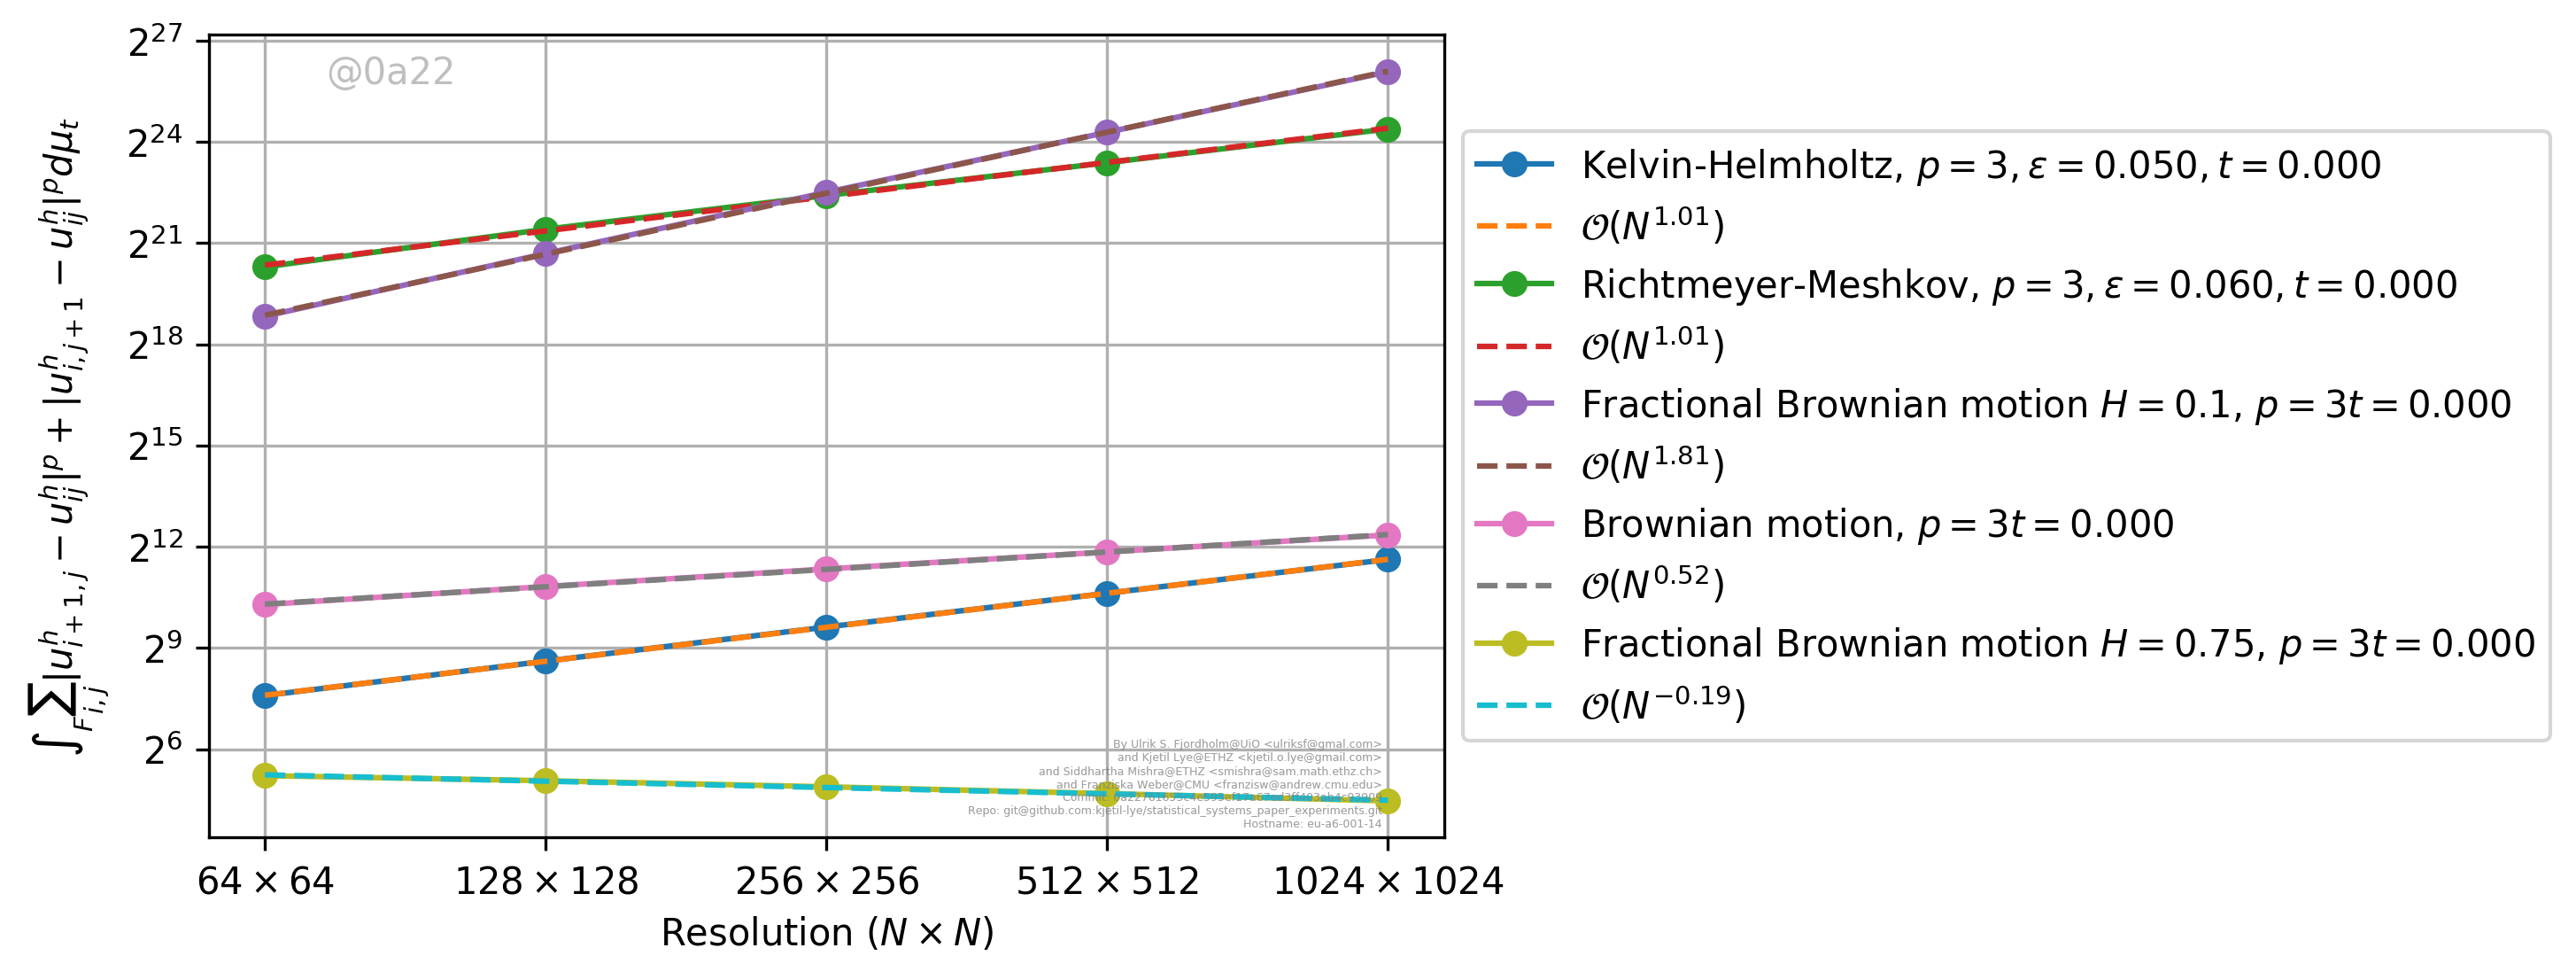 @0a22
2^27
2^24
2^21
2^18
2^15
2^12
2^9
2^6
∫_F ∑_{i,j} |u^h_{i+1,j} − u^h_{ij}|^p + |u^h_{i,j+1} − u^h_{ij}|^p dμ_t
64 × 64
128 × 128
256 × 256
512 × 512
1024 × 1024
Resolution (N × N)
Kelvin-Helmholtz, p = 3, ε = 0.050, t = 0.000
𝒪(N^1.01)
Richtmeyer-Meshkov, p = 3, ε = 0.060, t = 0.000
𝒪(N^1.01)
Fractional Brownian motion H = 0.1, p = 3t = 0.000
𝒪(N^1.81)
Brownian motion, p = 3t = 0.000
𝒪(N^0.52)
Fractional Brownian motion H = 0.75, p = 3t = 0.000
𝒪(N^−0.19)
By Ulrik S. Fjordholm@UiO <ulriksf@gmal.com>
and Kjetil Lye@ETHZ <kjetil.o.lye@gmail.com>
and Siddhartha Mishra@ETHZ <smishra@sam.math.ethz.ch>
and Franziska Weber@CMU <franzisw@andrew.cmu.edu>
Repo: git@github.com:kjetil-lye/statistical_systems_paper_experiments.git
Hostname: eu-a6-001-14